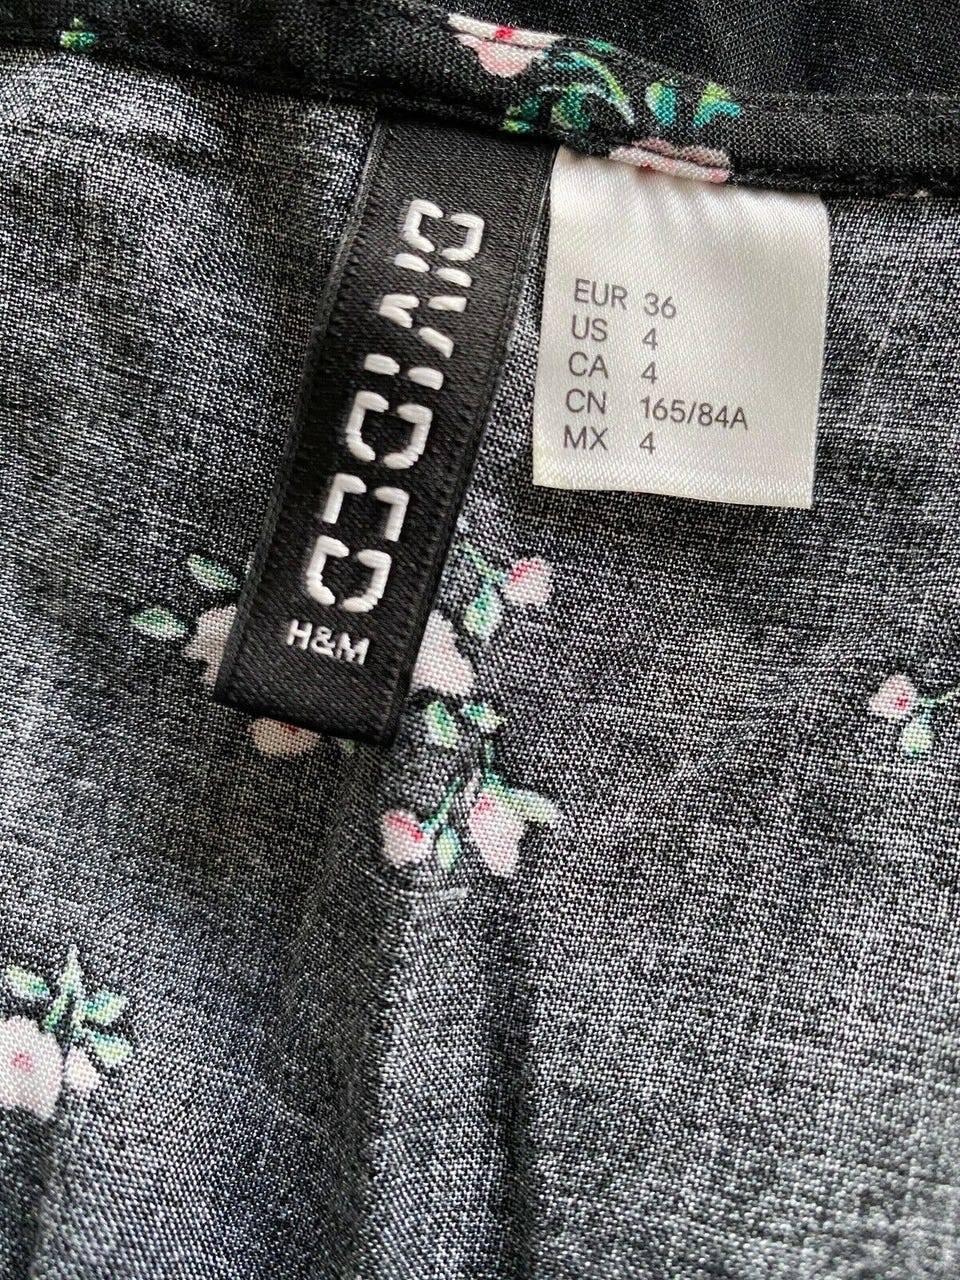 DIVIDED
H&M
EUR 36
US 4
CA 4
CN 165/84A
MX 4